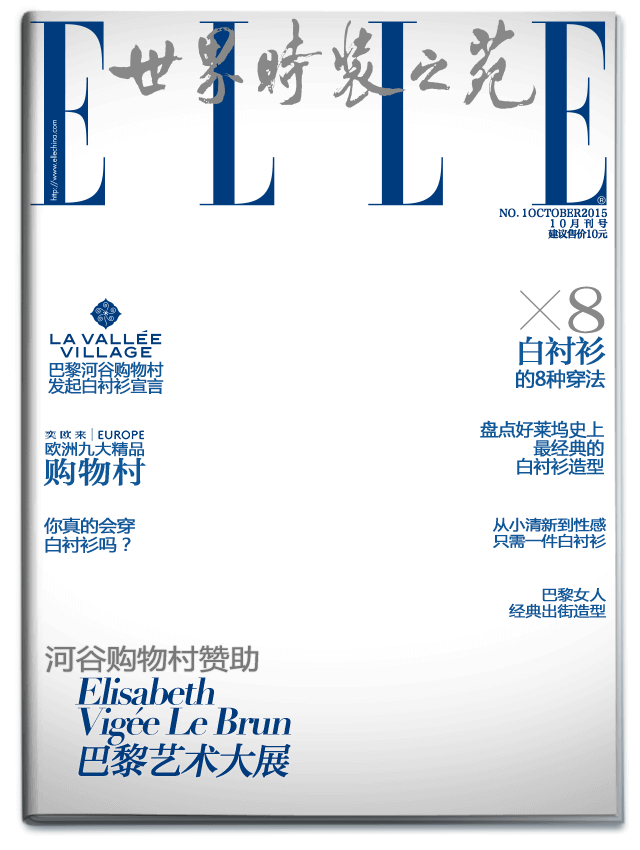 ELLE
世界時裝之苑
http://www.ellechina.com
®
NO. 1OCTOBER2015
10月刊号
建议售价10元
LA VALLÉE
VILLAGE
巴黎河谷购物村
发起白衬衫宣言
奕欧来|EUROPE
欧洲九大精品
购物村
你真的会穿
白衬衫吗？
×8
白衬衫
的8种穿法
盘点好莱坞史上
最经典的
白衬衫造型
从小清新到性感
只需一件白衬衫
巴黎女人
经典出街造型
河谷购物村赞助
Elisabeth
Vigée Le Brun
巴黎艺术大展